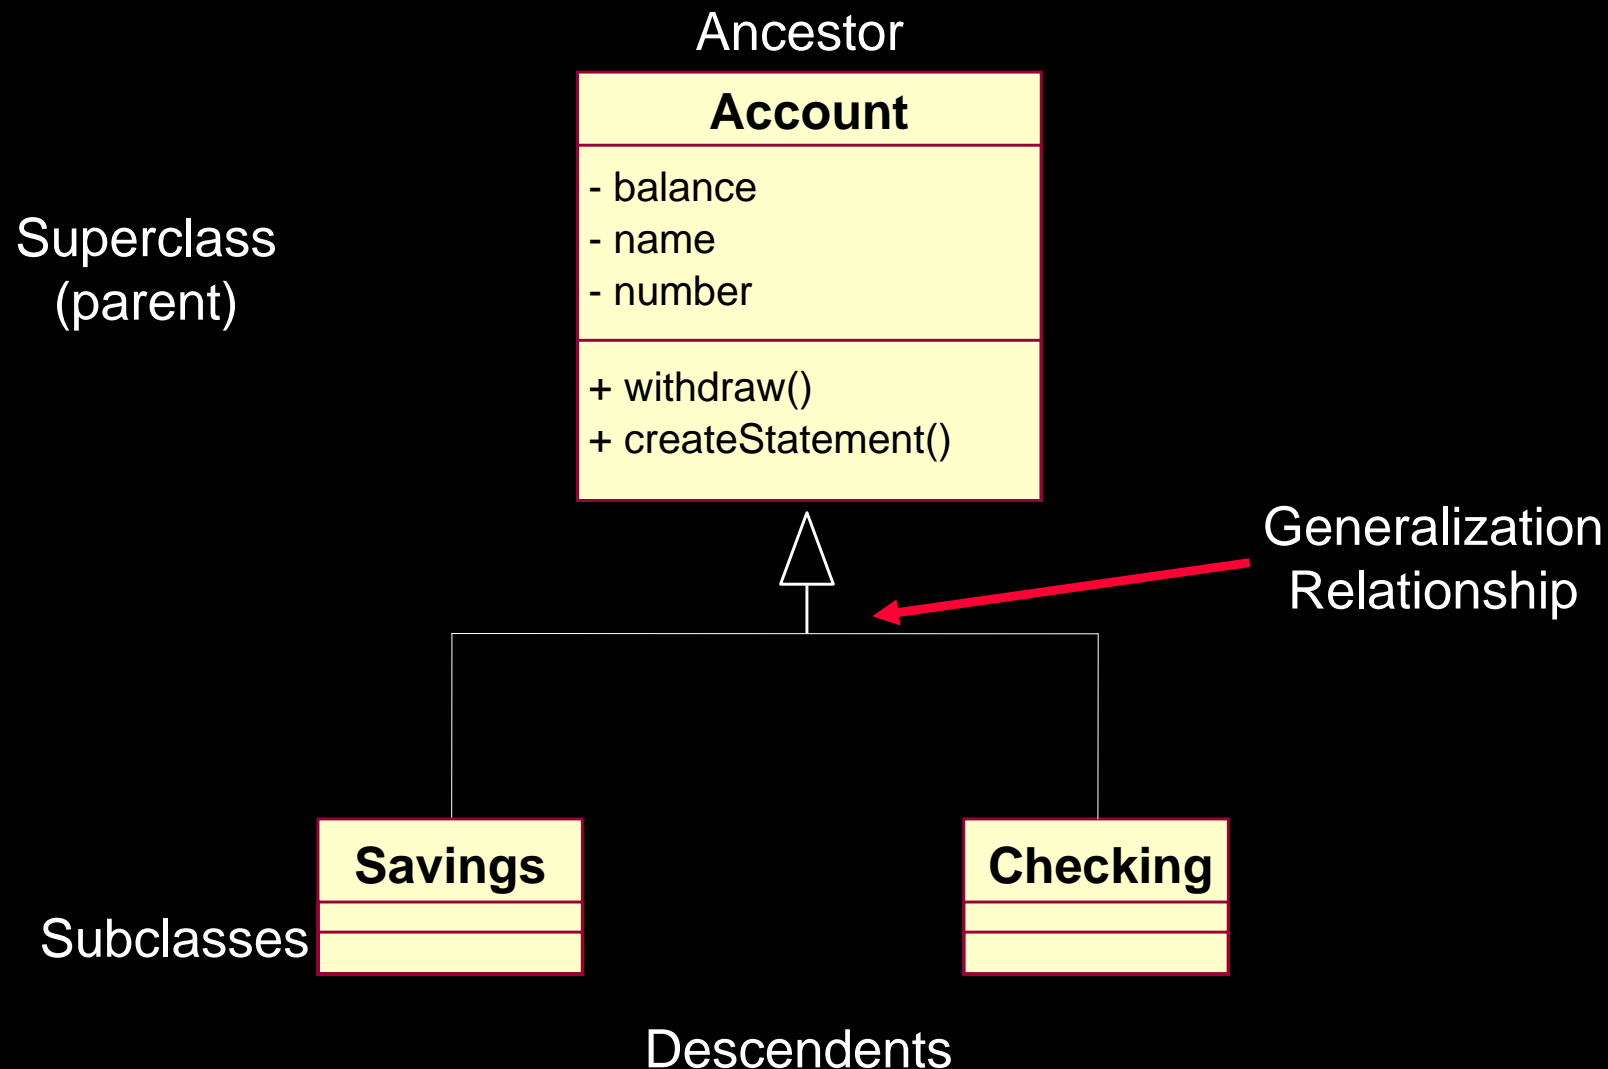 Ancestor
Account
- balance
- name
- number
+ withdraw()
+ createStatement()
Superclass
(parent)
Generalization
Relationship
Savings
Checking
Subclasses
Descendents